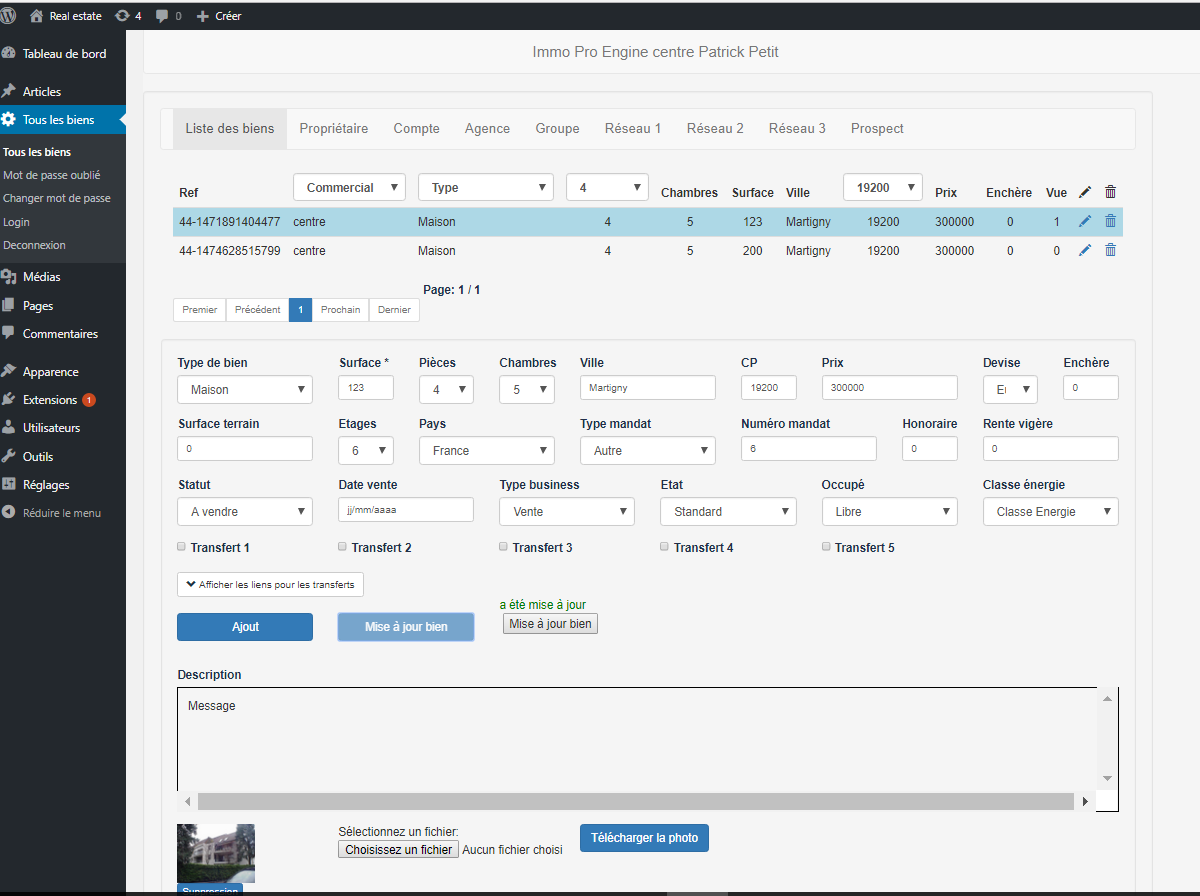 Real estate 4 0 Créer
Tableau de bord
Articles
Tous les biens
Tous les biens
Mot de passe oublié
Changer mot de passe
Login
Deconnexion
Médias
Pages
Commentaires
Apparence
Extensions 1
Utilisateurs
Outils
Réglages
Réduire le menu
Immo Pro Engine centre Patrick Petit
Liste des biens Propriétaire Compte Agence Groupe Réseau 1 Réseau 2 Réseau 3 Prospect
Ref Commercial Type 4 Chambres Surface Ville 19200 Prix Enchère Vue
44-1471891404477 centre Maison 4 5 123 Martigny 19200 300000 0 1
44-1474628515799 centre Maison 4 5 200 Martigny 19200 300000 0 0
Page: 1 / 1
Premier Précédent 1 Prochain Dernier
Type de bien Surface * Pièces Chambres Ville CP Prix Devise Enchère
Maison 123 4 5 Martigny 19200 300000 Eu 0
Surface terrain Etages Pays Type mandat Numéro mandat Honoraire Rente vigère
0 6 France Autre 6 0 0
Statut Date vente Type business Etat Occupé Classe énergie
A vendre jj/mm/aaaa Vente Standard Libre Classe Energie
Transfert 1 Transfert 2 Transfert 3 Transfert 4 Transfert 5
Afficher les liens pour les transferts
a été mise à jour
Ajout Mise à jour bien Mise à jour bien
Description
Message
Sélectionnez un fichier:
Choisissez un fichier Aucun fichier choisi
Télécharger la photo
Suppression